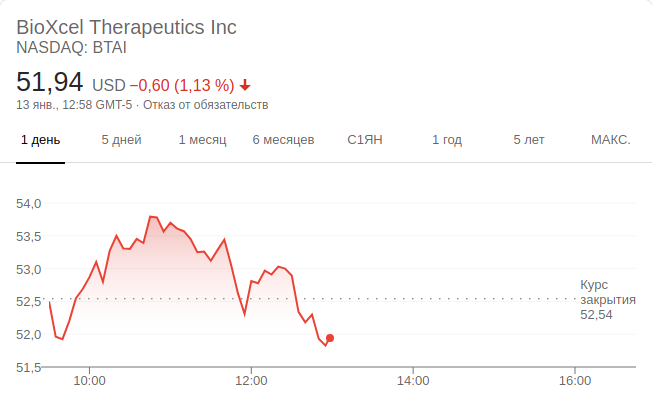 BioXcel Therapeutics Inc
NASDAQ: BTAI
51,94 USD −0,60 (1,13 %)
13 янв., 12:58 GMT-5 · Отказ от обязательств
1 день 5 дней 1 месяц 6 месяцев С1ЯН 1 год 5 лет МАКС.
54,0
53,5
53,0
52,5
52,0
51,5
Курс
закрытия
52,54
10:00 12:00 14:00 16:00